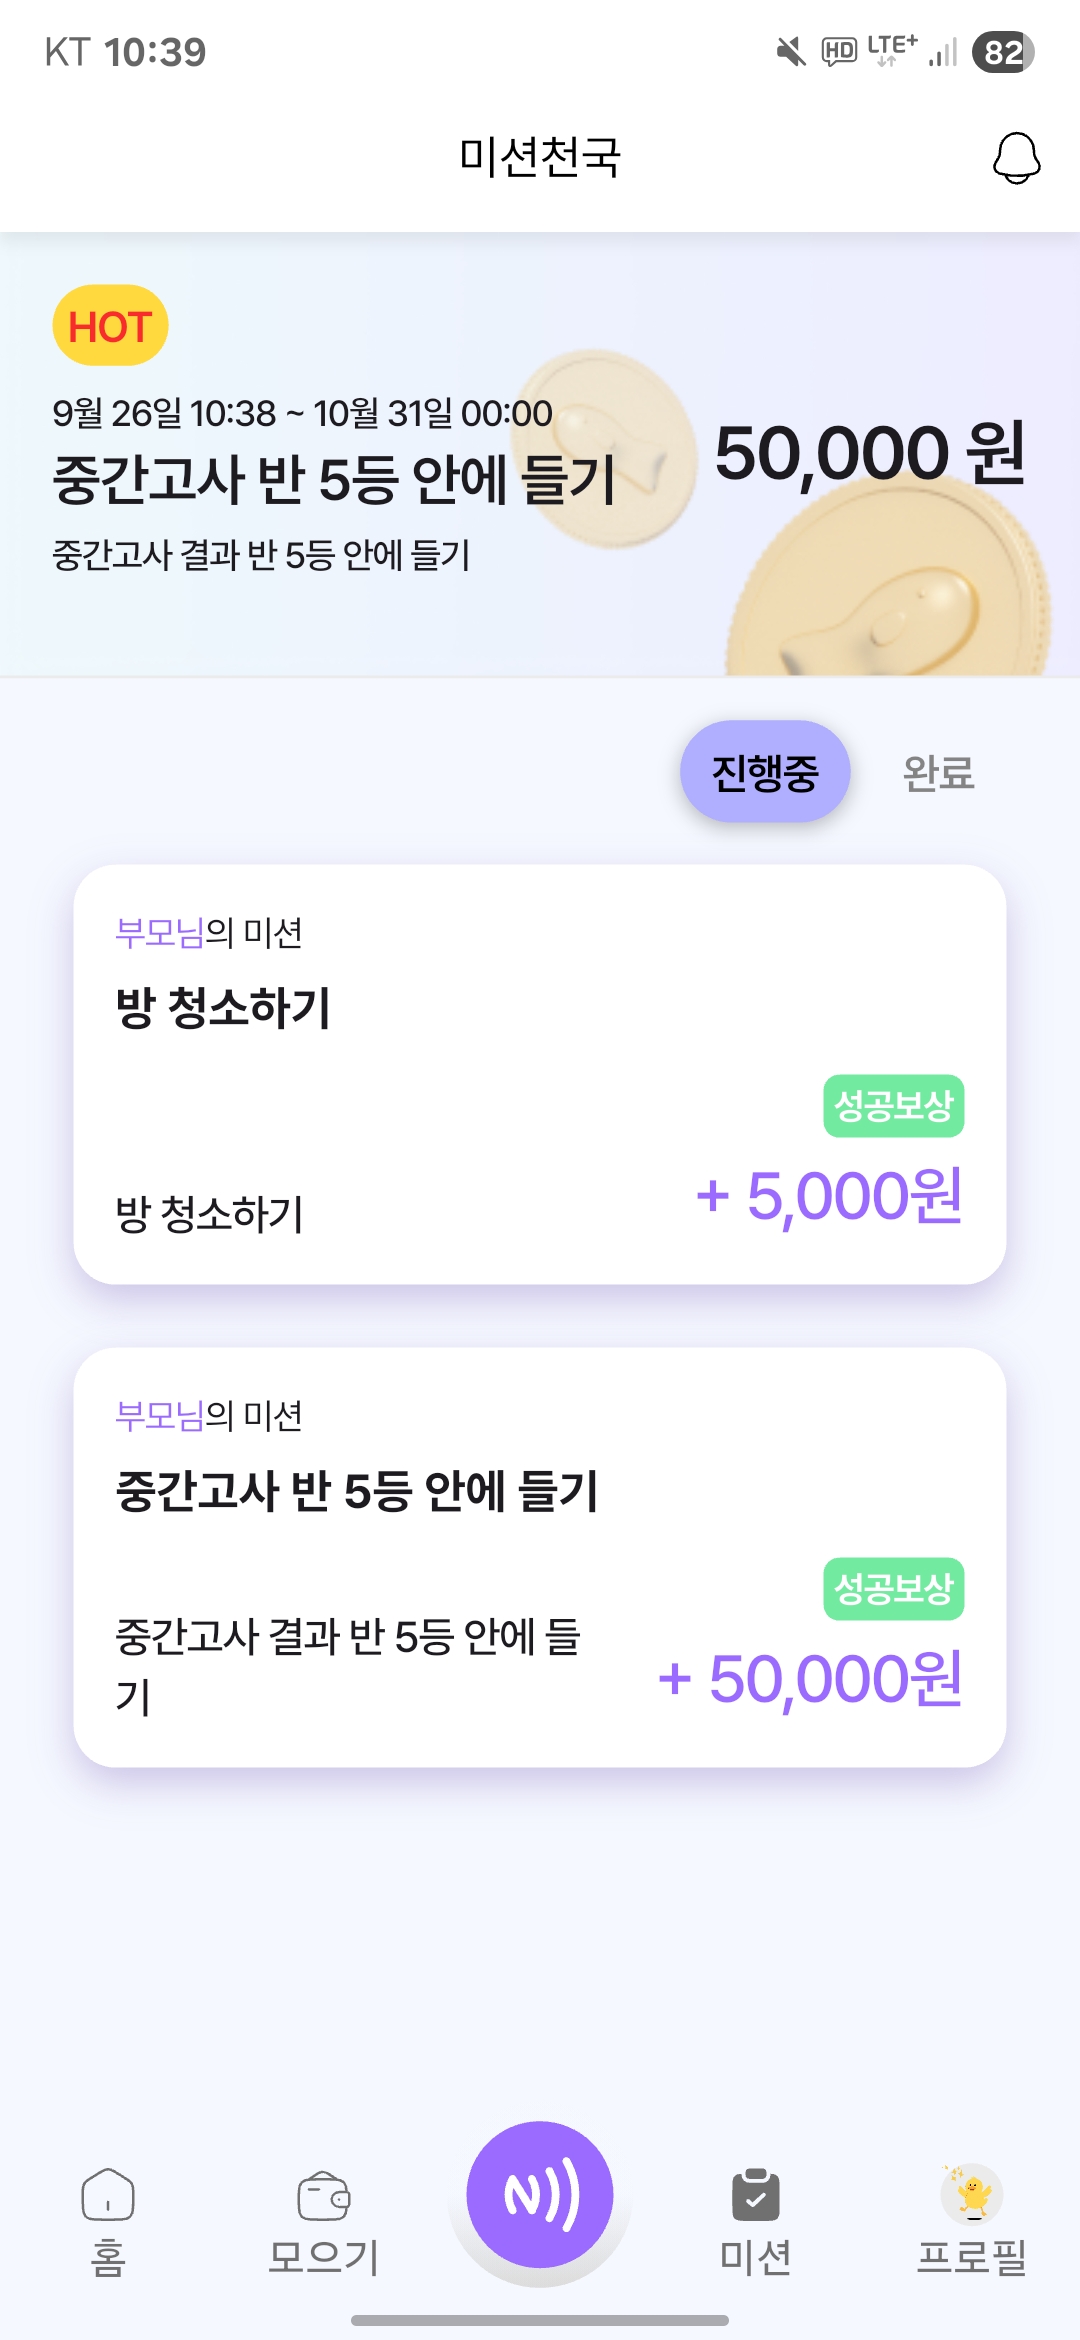 KT 10:39
HD LTE+ 82
미션천국
HOT
9월 26일 10:38 ~ 10월 31일 00:00
중간고사 반 5등 안에 들기
50,000 원
중간고사 결과 반 5등 안에 들기
진행중 완료
부모님의 미션
방 청소하기
성공보상
방 청소하기
+ 5,000원
부모님의 미션
중간고사 반 5등 안에 들기
성공보상
중간고사 결과 반 5등 안에 들
기
+ 50,000원
홈 모으기 미션 프로필